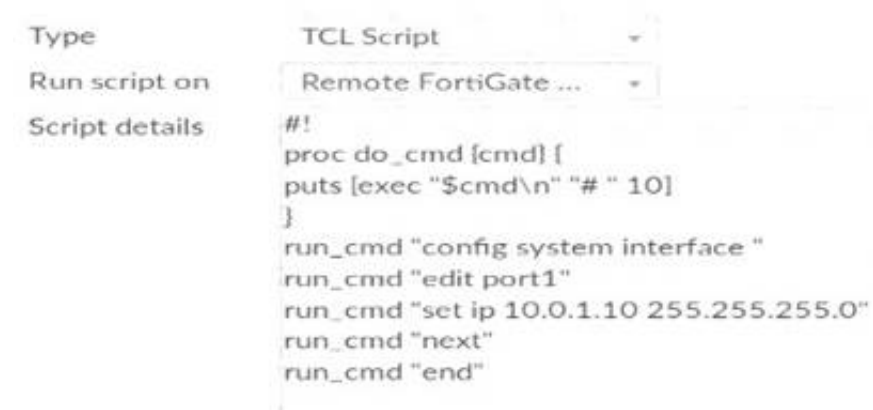 Type TCL Script
Run script on Remote FortiGate ...
Script details #!
proc do_cmd {cmd} {
puts [exec "$cmd\n" "# " 10]
}
run_cmd "config system interface "
run_cmd "edit port1"
run_cmd "set ip 10.0.1.10 255.255.255.0"
run_cmd "next"
run_cmd "end"